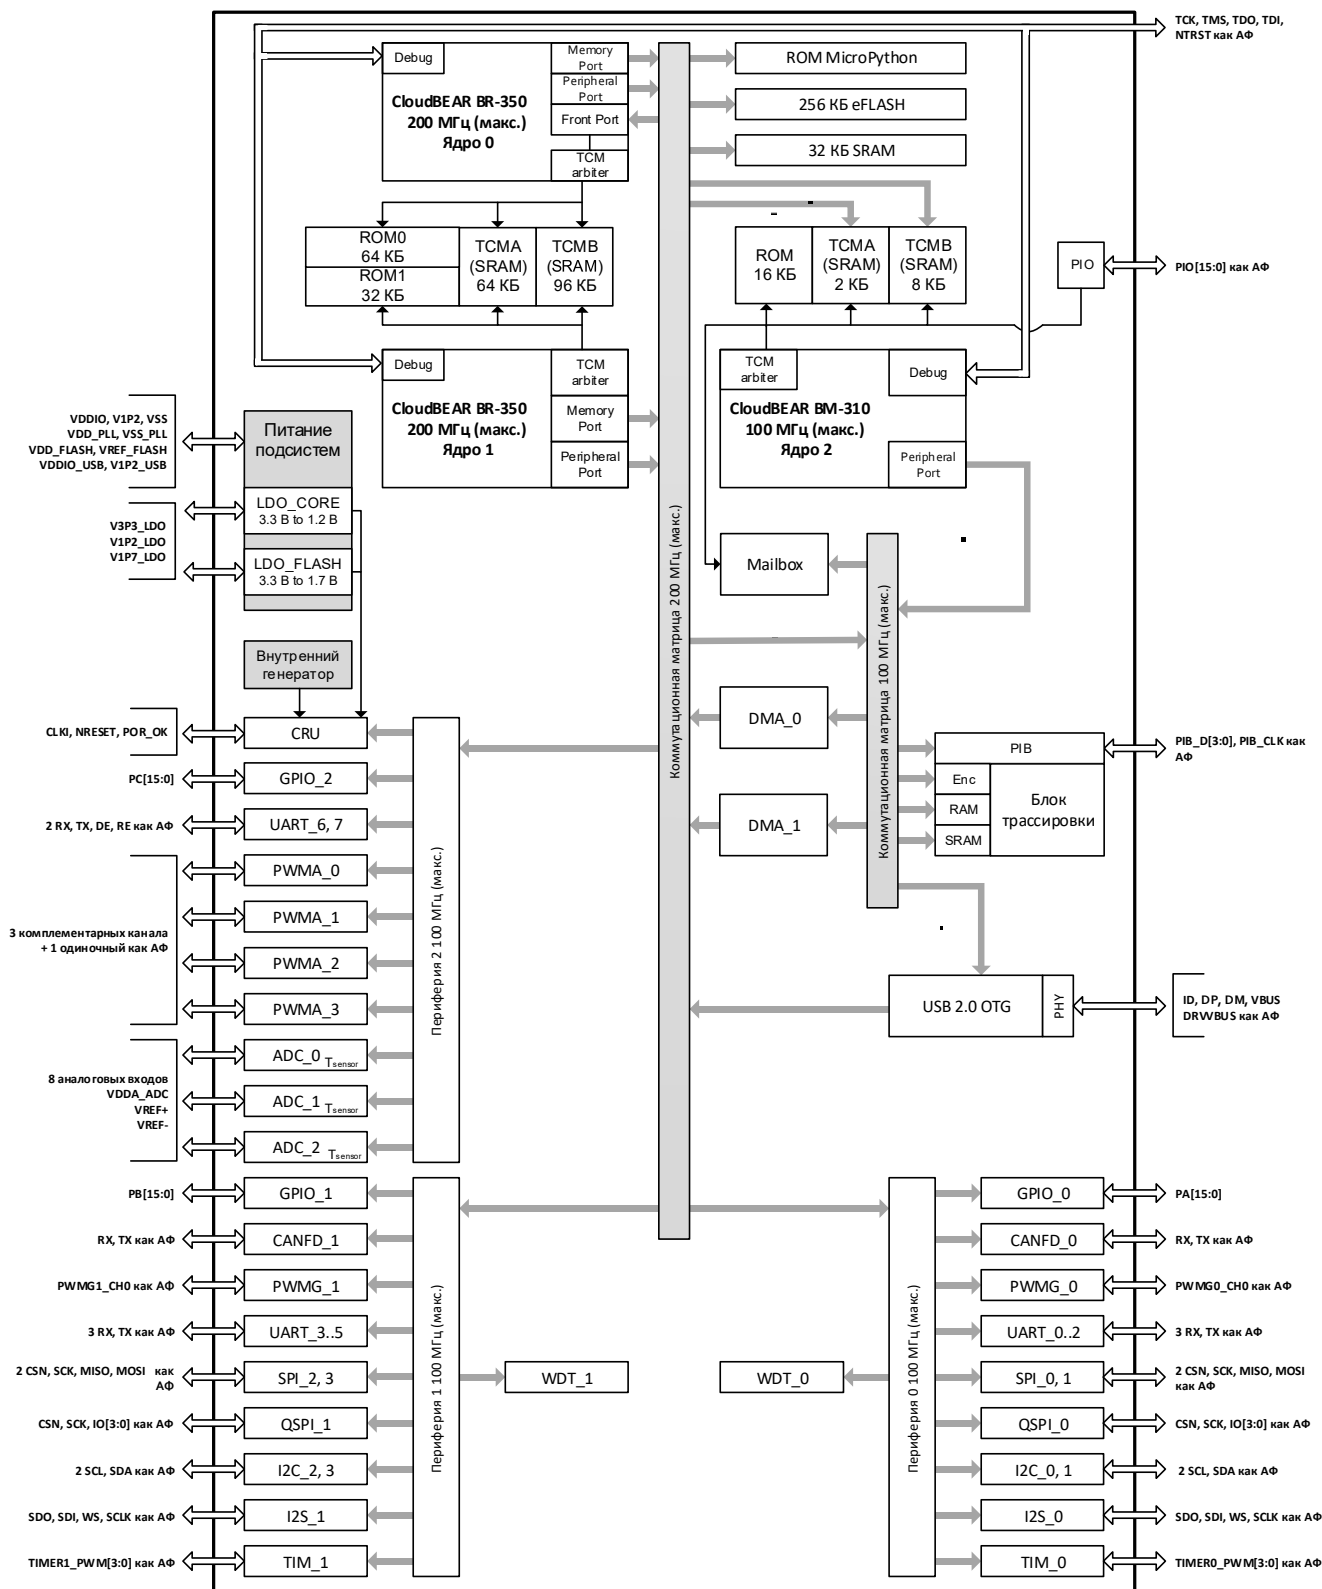 TCK, TMS, TDO, TDI,
NTRST как АФ
Debug
Memory
Port
Peripheral
Port
Front Port
TCM
arbiter
CloudBEAR BR-350
200 МГц (макс.)
Ядро 0
ROM MicroPython
256 КБ eFLASH
32 КБ SRAM
ROM0
64 КБ
ROM1
32 КБ
TCMA
(SRAM)
64 КБ
TCMB
(SRAM)
96 КБ
ROM
16 КБ
TCMA
(SRAM)
2 КБ
TCMB
(SRAM)
8 КБ
PIO
PIO[15:0] как АФ
Debug
TCM
arbiter
Memory
Port
Peripheral
Port
CloudBEAR BR-350
200 МГц (макс.)
Ядро 1
TCM
arbiter
Debug
CloudBEAR BM-310
100 МГц (макс.)
Ядро 2
Peripheral
Port
VDDIO, V1P2, VSS
VDD_PLL, VSS_PLL
VDD_FLASH, VREF_FLASH
VDDIO_USB, V1P2_USB
Питание
подсистем
V3P3_LDO
V1P2_LDO
V1P7_LDO
LDO_CORE
3.3 В to 1.2 В
LDO_FLASH
3.3 В to 1.7 В
Внутренний
генератор
Коммутационная матрица 200 МГц (макс.)
Mailbox
Коммутационная матрица 100 МГц (макс.)
DMA_0
DMA_1
PIB
Enc
RAM
SRAM
Блок
трассировки
PIB_D[3:0], PIB_CLK как
АФ
USB 2.0 OTG
PHY
ID, DP, DM, VBUS
DRVVBUS как АФ
CLKI, NRESET, POR_OK
CRU
PC[15:0]
GPIO_2
2 RX, TX, DE, RE как АФ
UART_6, 7
3 комплементарных канала
+ 1 одиночный как АФ
PWMA_0
PWMA_1
PWMA_2
PWMA_3
8 аналоговых входов
VDDA_ADC
VREF+
VREF-
ADC_0 Tsensor
ADC_1 Tsensor
ADC_2 Tsensor
Периферия 2 100 МГц (макс.)
PB[15:0]
GPIO_1
RX, TX как АФ
CANFD_1
PWMG1_CH0 как АФ
PWMG_1
3 RX, TX как АФ
UART_3..5
2 CSN, SCK, MISO, MOSI как
АФ
SPI_2, 3
CSN, SCK, IO[3:0] как АФ
QSPI_1
2 SCL, SDA как АФ
I2C_2, 3
SDO, SDI, WS, SCLK как АФ
I2S_1
TIMER1_PWM[3:0] как АФ
TIM_1
Периферия 1 100 МГц (макс.)
WDT_1
WDT_0
Периферия 0 100 МГц (макс.)
GPIO_0
PA[15:0]
CANFD_0
RX, TX как АФ
PWMG_0
PWMG0_CH0 как АФ
UART_0..2
3 RX, TX как АФ
SPI_0, 1
2 CSN, SCK, MISO, MOSI
как АФ
QSPI_0
CSN, SCK, IO[3:0] как АФ
I2C_0, 1
2 SCL, SDA как АФ
I2S_0
SDO, SDI, WS, SCLK как АФ
TIM_0
TIMER0_PWM[3:0] как АФ